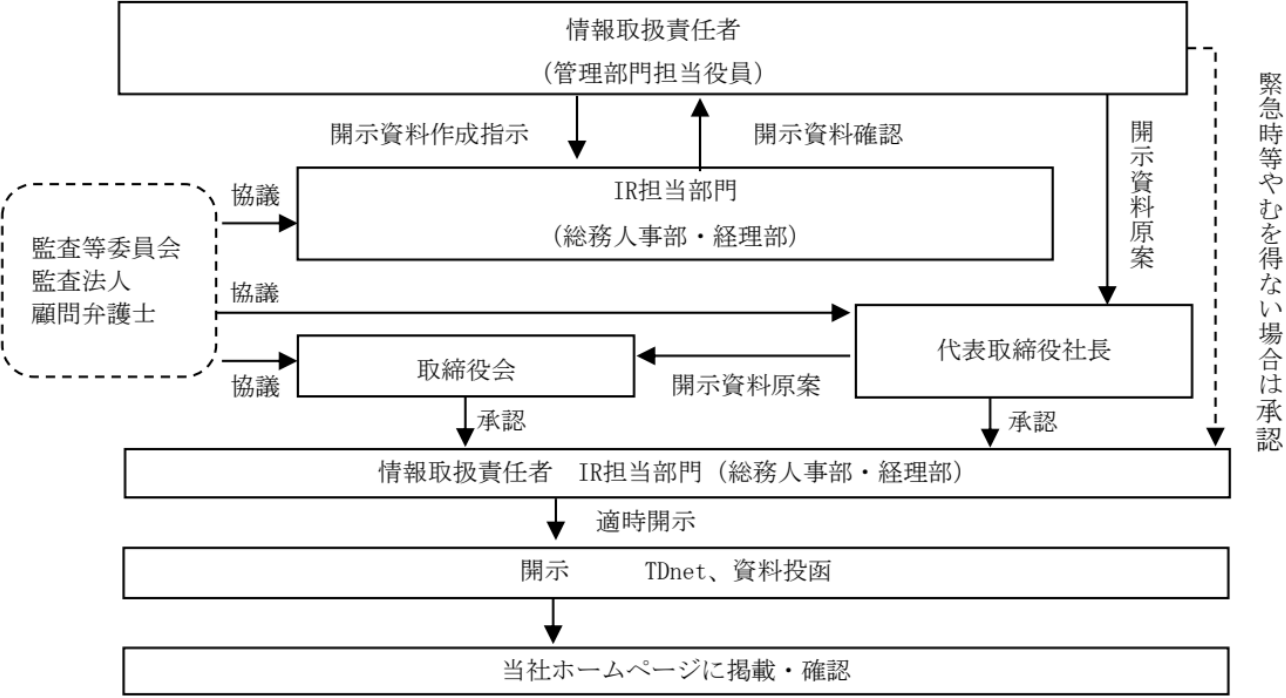 情報取扱責任者
（管理部門担当役員）
開示資料作成指示
開示資料確認
開示資料原案
緊急時等やむを得ない場合は承認
IR担当部門
（総務人事部・経理部）
協議
監査等委員会
監査法人
顧問弁護士
協議
代表取締役社長
取締役会
開示資料原案
協議
承認
承認
情報取扱責任者　IR担当部門（総務人事部・経理部）
適時開示
開示　　　TDnet、資料投函
当社ホームページに掲載・確認